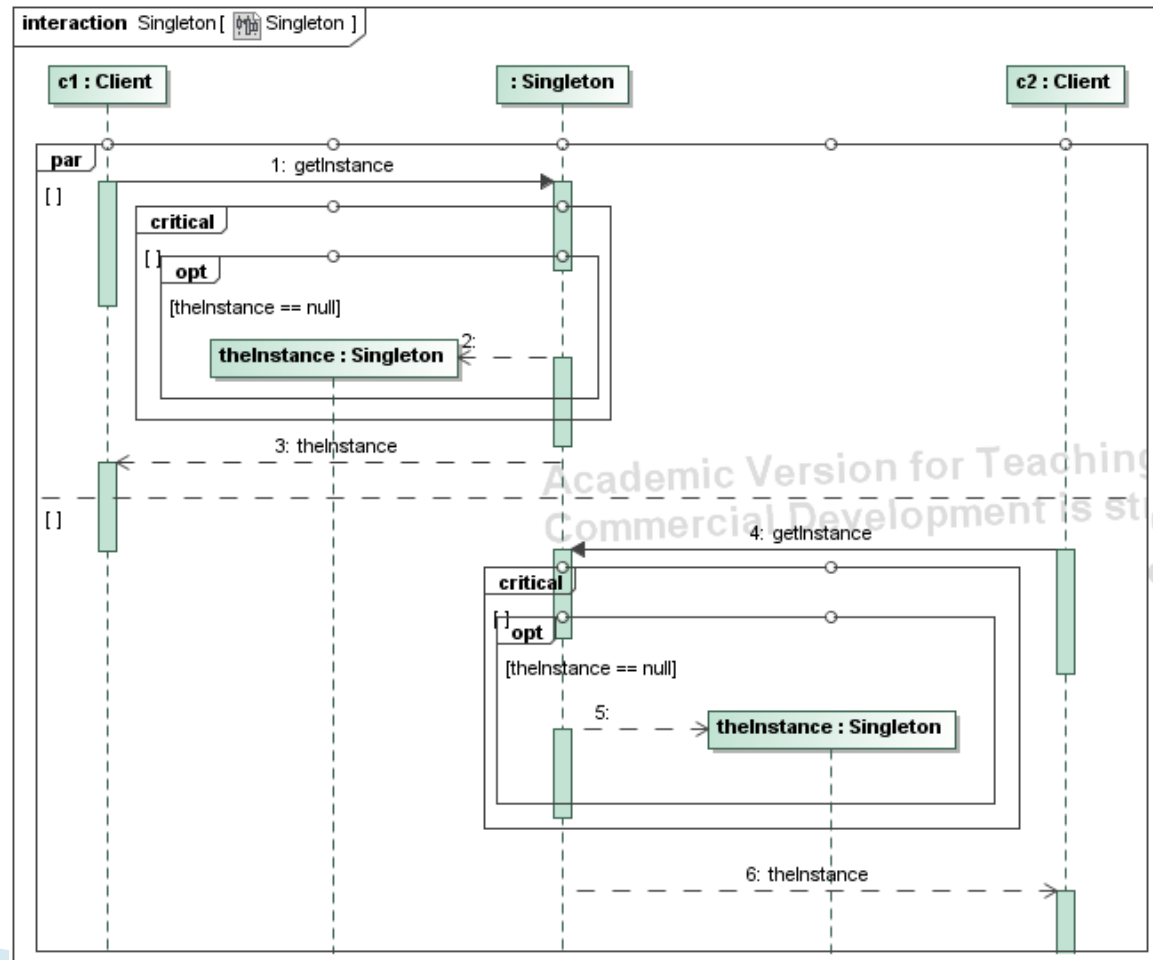 interaction Singleton [ Singleton ]
c1 : Client
: Singleton
c2 : Client
par
1: getInstance
[ ]
critical
[ ]
opt
[theInstance == null]
2:
theInstance : Singleton
3: theInstance
Academic Version for Teaching
Commercial Development is st
[ ]
4: getInstance
critical
[ ]
opt
[theInstance == null]
5:
theInstance : Singleton
6: theInstance